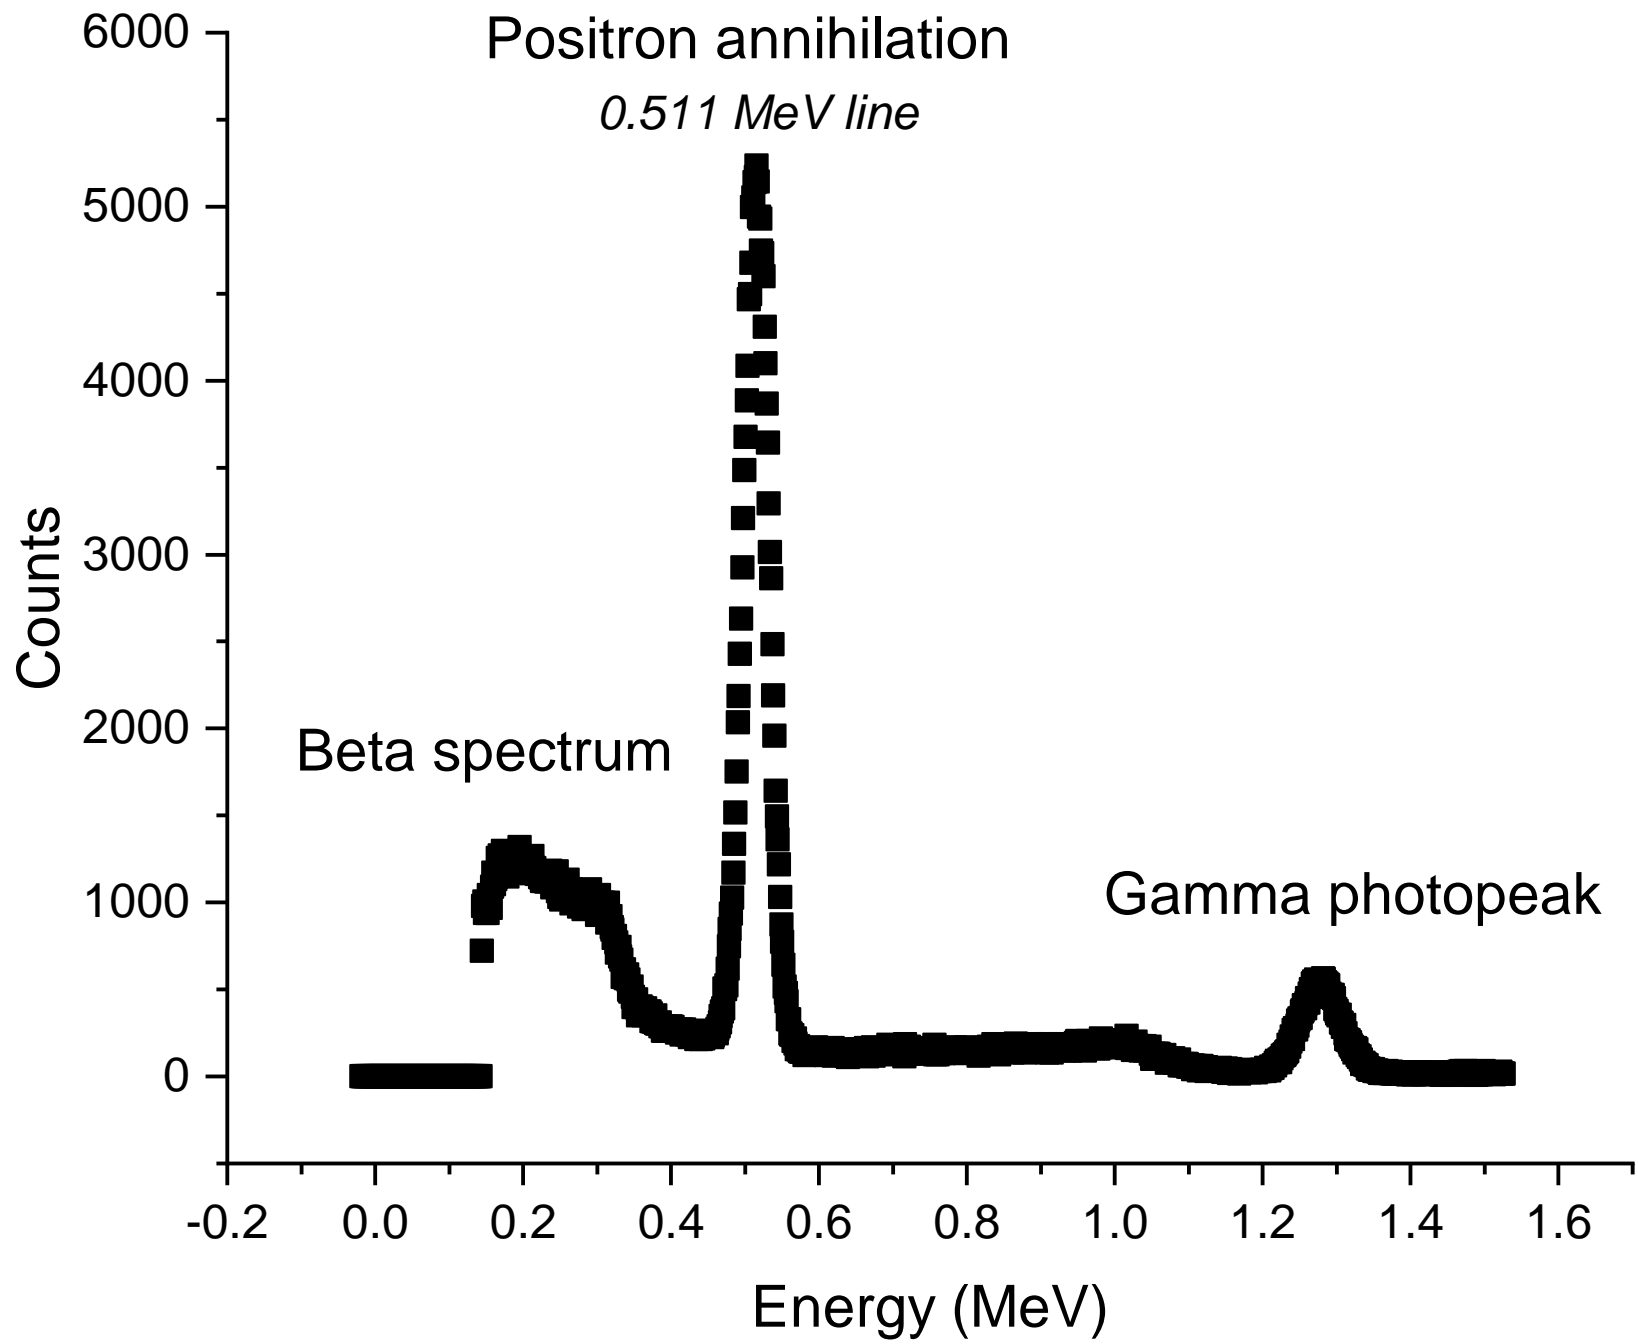 Positron annihilation
0.511 MeV line
Beta spectrum
Gamma photopeak
Counts
6000
5000
4000
3000
2000
1000
0
-0.2 0.0 0.2 0.4 0.6 0.8 1.0 1.2 1.4 1.6
Energy (MeV)